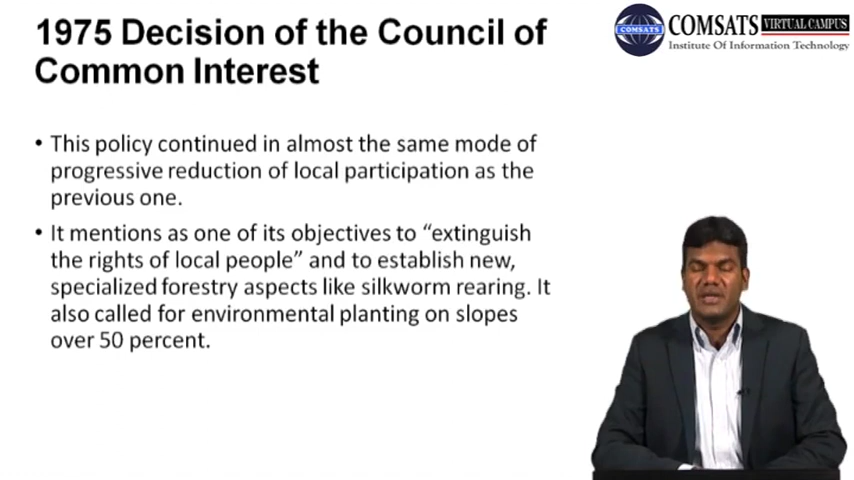 1975 Decision of the Council of
Common Interest
COMSATS
COMSATS VIRTUAL CAMPUS
Institute Of Information Technology
• This policy continued in almost the same mode of
progressive reduction of local participation as the
previous one.
• It mentions as one of its objectives to “extinguish
the rights of local people” and to establish new,
specialized forestry aspects like silkworm rearing. It
also called for environmental planting on slopes
over 50 percent.